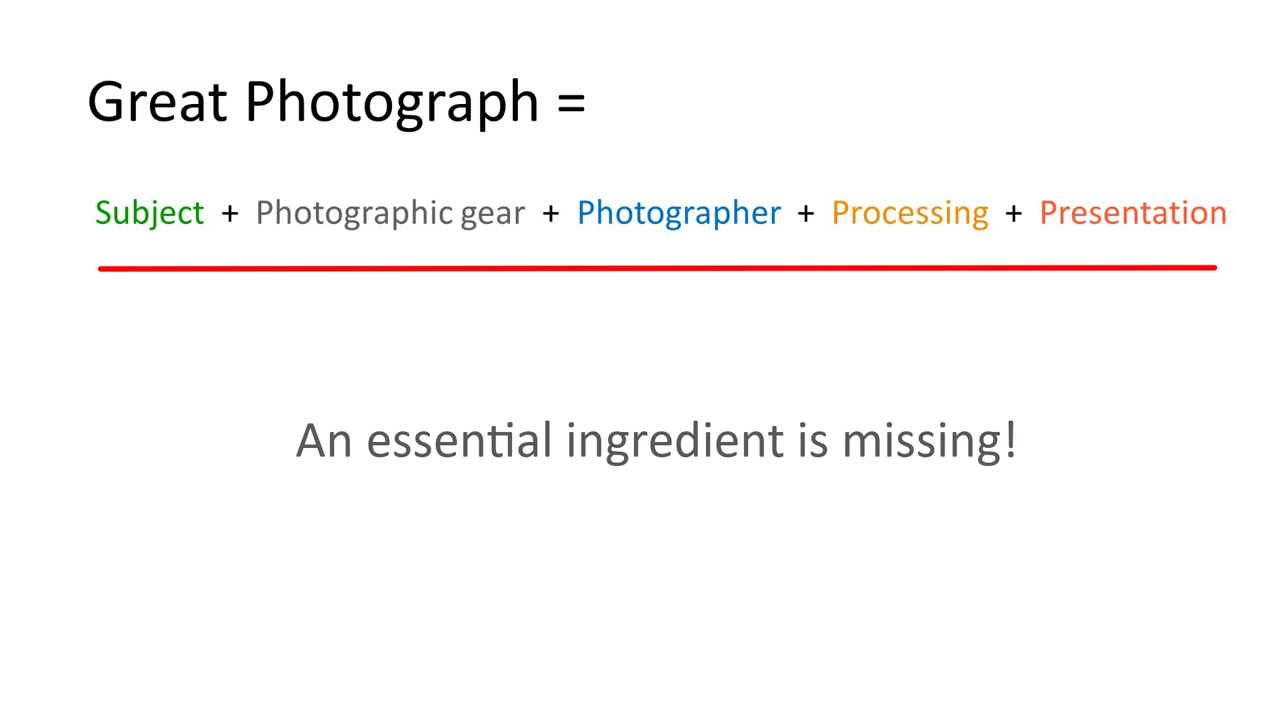 Great Photograph =
Subject + Photographic gear + Photographer + Processing + Presentation
An essential ingredient is missing!